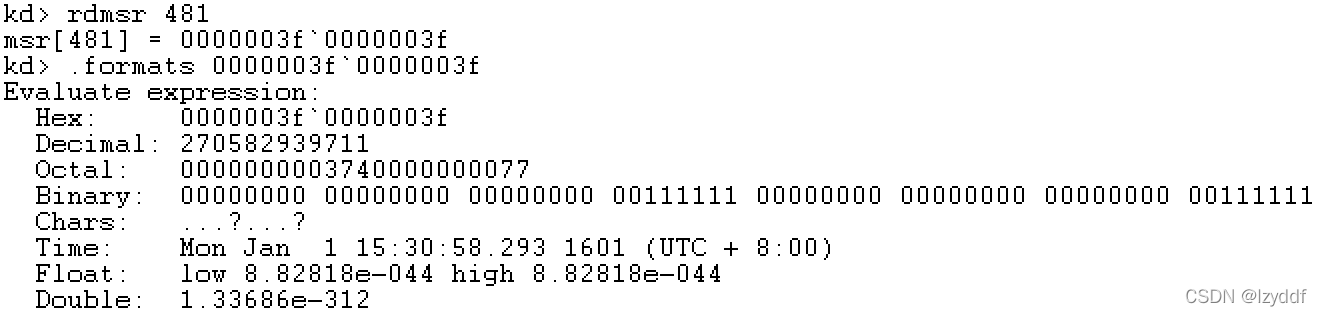 kd> rdmsr 481
msr[481] = 0000003f`0000003f
kd> .formats 0000003f`0000003f
Evaluate expression:
  Hex:     0000003f`0000003f
  Decimal: 270582939711
  Octal:   0000000003740000000077
  Binary:  00000000 00000000 00000000 00111111 00000000 00000000 00000000 00111111
  Chars:   ...?...?
  Time:    Mon Jan  1 15:30:58.293 1601 (UTC + 8:00)
  Float:   low 8.82818e-044 high 8.82818e-044
  Double:  1.33686e-312
CSDN @lzyddf